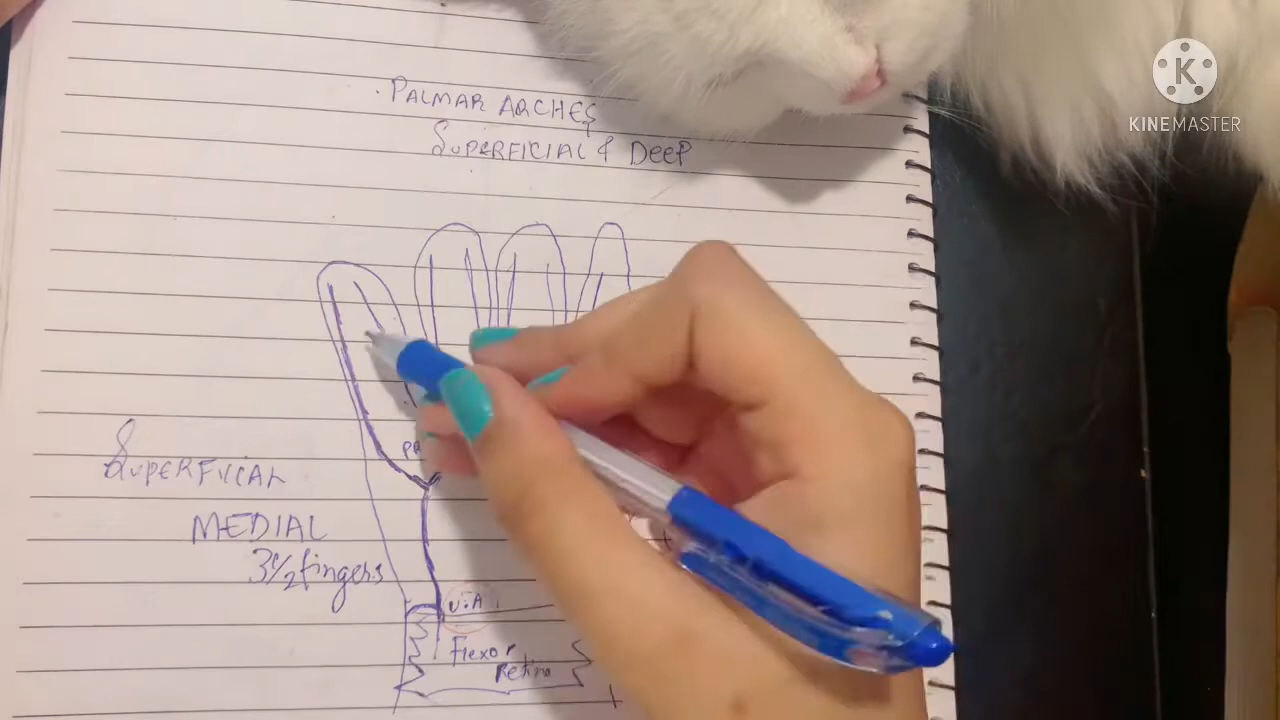 PALMAR ARCHES
SUPERFICIAL & DEEP
K
KINEMASTER
SUPERFICIAL
MEDIAL
3½ fingers
U.A
Flexor
Retina